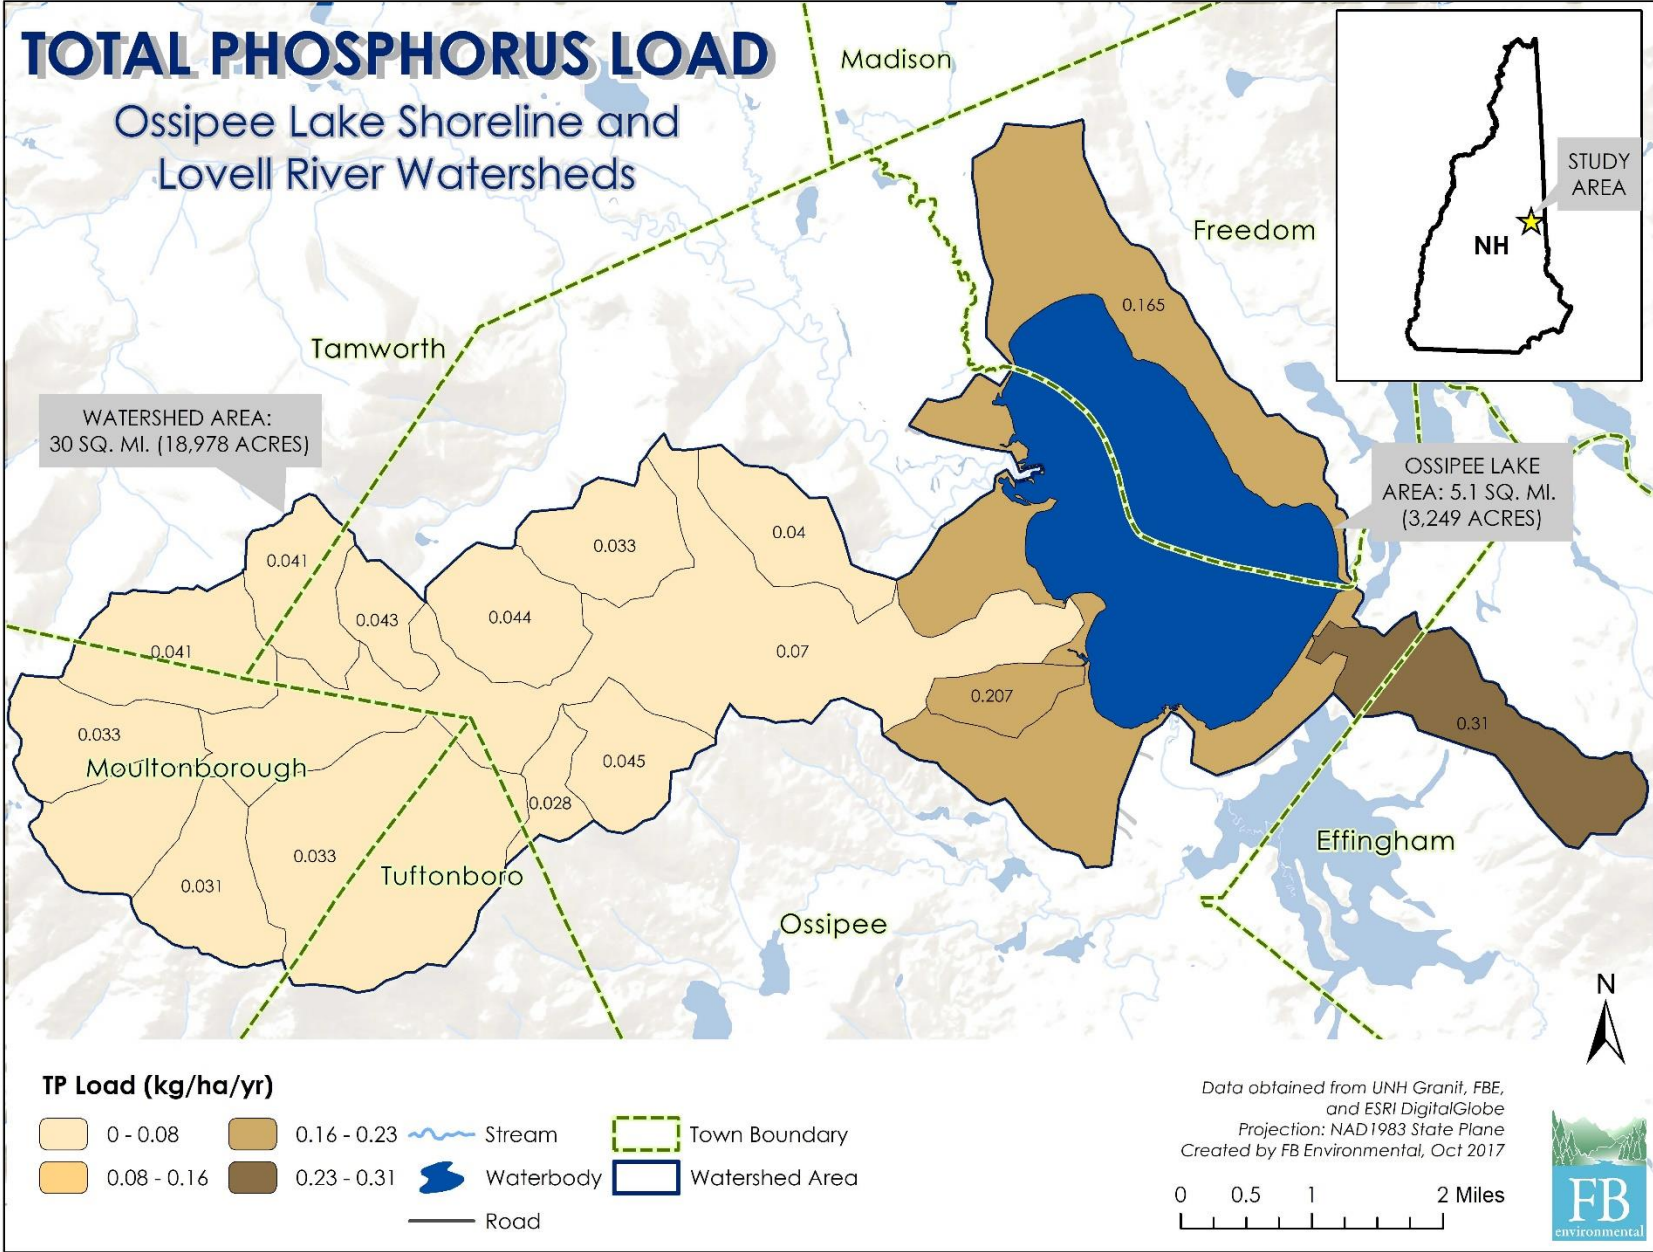 TOTAL PHOSPHORUS LOAD
Ossipee Lake Shoreline and
Lovell River Watersheds
Madison
STUDY
AREA
NH
Freedom
0.165
Tamworth
WATERSHED AREA:
30 SQ. MI. (18,978 ACRES)
OSSIPEE LAKE
AREA: 5.1 SQ. MI.
(3,249 ACRES)
0.04
0.033
0.041
0.043
0.044
0.041
0.07
0.207
0.31
0.033
0.045
Moultonborough
0.028
0.033
0.031
Tuftonboro
Effingham
Ossipee
N
TP Load (kg/ha/yr)
0 - 0.08
0.08 - 0.16
0.16 - 0.23
0.23 - 0.31
Stream
Waterbody
Road
Town Boundary
Watershed Area
Data obtained from UNH Granit, FBE,
and ESRI DigitalGlobe
Projection: NAD1983 State Plane
Created by FB Environmental, Oct 2017
0 0.5 1 2 Miles
FB
environmental